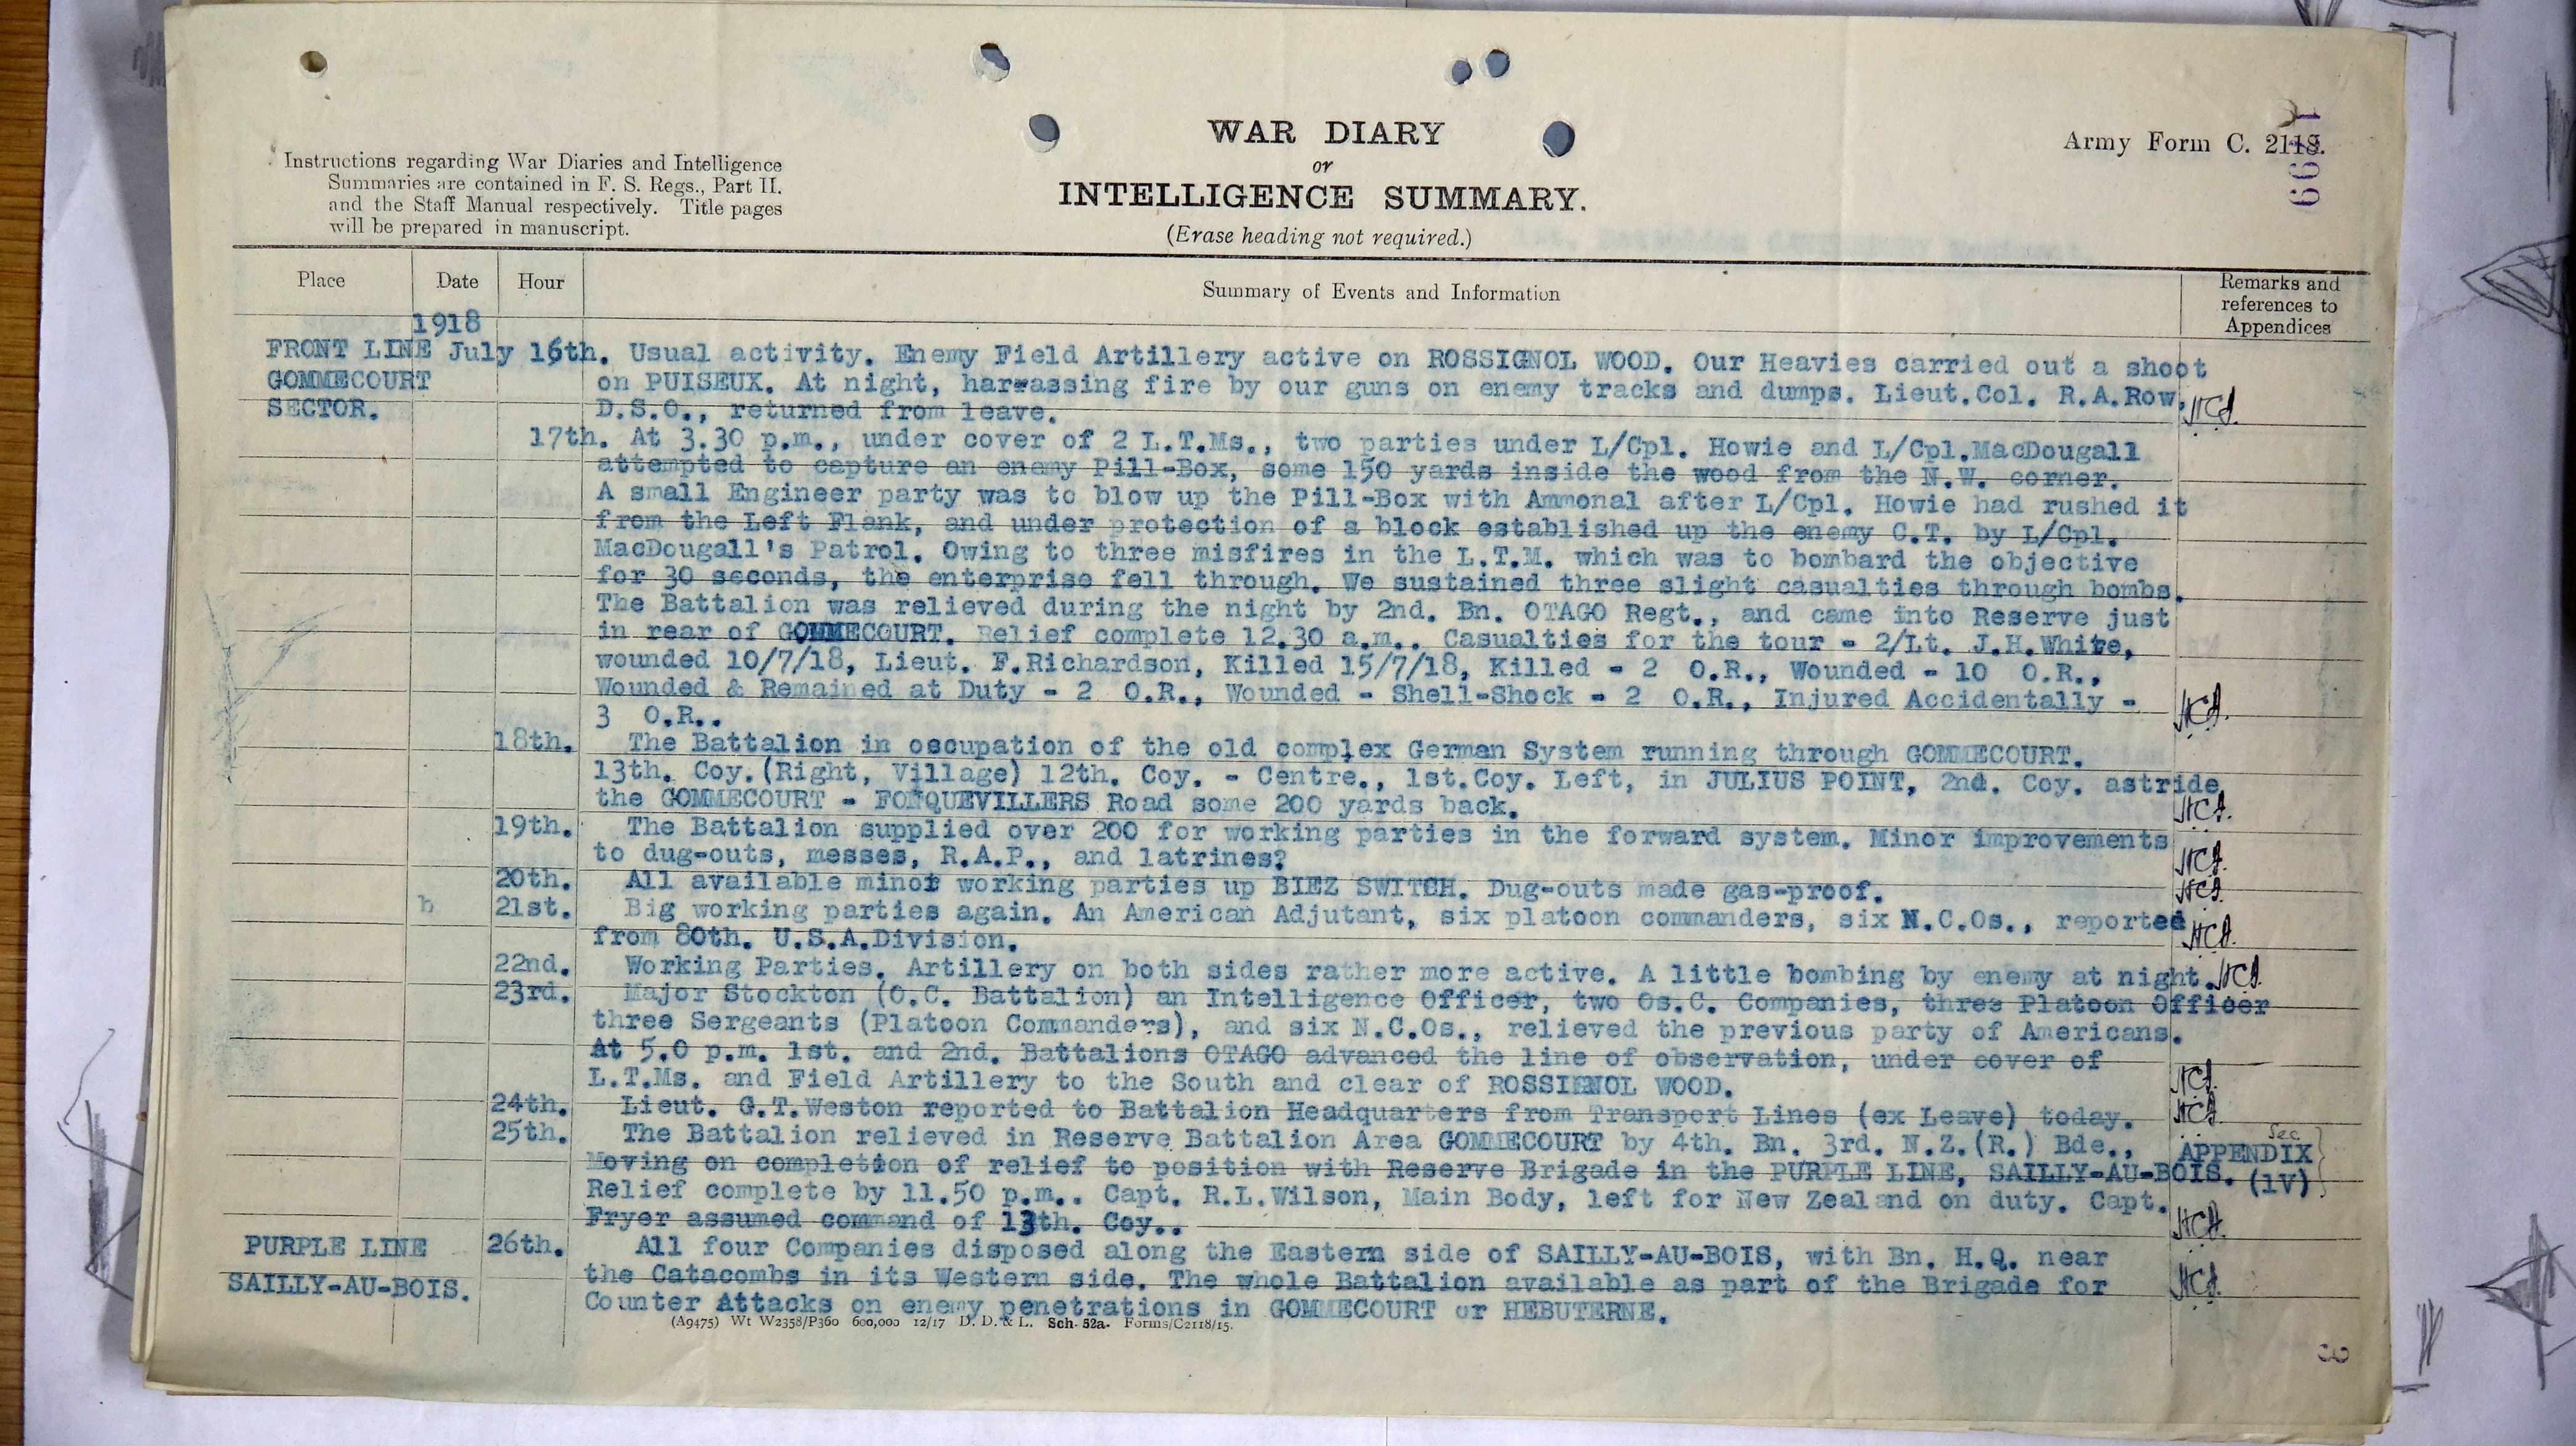 WAR DIARY
or
INTELLIGENCE SUMMARY.
(Erase heading not required.)
Instructions regarding War Diaries and Intelligence
Summaries are contained in F. S. Regs., Part II.
and the Staff Manual respectively. Title pages
will be prepared in manuscript.
Army Form C. 2118.
1199
Place Date Hour Summary of Events and Information Remarks and
references to
Appendices
1918
FRONT LINE July 16th. Usual activity. Enemy Field Artillery active on ROSSIGNOL WOOD. Our Heavies carried out a shoot
GOMMECOURT on PUISEUX. At night, harrassing fire by our guns on enemy tracks and dumps. Lieut.Col. R.A.Row,
SECTOR. D.S.O., returned from leave.
17th. At 3.30 p.m., under cover of 2 L.T.Ms., two parties under L/Cpl. Howie and L/Cpl.MacDougall
attempted to capture an enemy Pill-Box, some 150 yards inside the wood from the N.W. corner.
A small Engineer party was to blow up the Pill-Box with Ammonal after L/Cpl. Howie had rushed it
from the Left Flank, and under protection of a block established up the enemy C.T. by L/Cpl.
MacDougall's Patrol. Owing to three misfires in the L.T.M. which was to bombard the objective
for 30 seconds, the enterprise fell through. We sustained three slight casualties through bombs.
The Battalion was relieved during the night by 2nd. Bn. OTAGO Regt., and came into Reserve just
in rear of GOMMECOURT. Relief complete 12.30 a.m.. Casualties for the tour - 2/Lt. J.H.White,
wounded 10/7/18, Lieut. F.Richardson, Killed 15/7/18, Killed - 2 O.R., Wounded - 10 O.R.,
Wounded & Remained at Duty - 2 O.R., Wounded - Shell-Shock - 2 O.R., Injured Accidentally -
3 O.R..
18th. The Battalion in oscupation of the old complex German System running through GOMMECOURT.
13th. Coy.(Right, Village) 12th. Coy. - Centre., 1st.Coy. Left, in JULIUS POINT, 2nd. Coy. astride
the GOMMECOURT - FONQUEVILLERS Road some 200 yards back.
19th. The Battalion supplied over 200 for working parties in the forward system. Minor improvements
to dug-outs, messes, R.A.P., and latrines?
20th. All available minor working parties up BIEZ SWITCH. Dug-outs made gas-proof.
h 21st. Big working parties again. An American Adjutant, six platoon commanders, six N.C.Os., reported
from 80th. U.S.A.Division.
22nd. Working Parties. Artillery on both sides rather more active. A little bombing by enemy at night.
23rd. Major Stockton (O.C. Battalion) an Intelligence Officer, two Os.C. Companies, three Platoon Officer
three Sergeants (Platoon Commanders), and six N.C.Os., relieved the previous party of Americans.
At 5.0 p.m. 1st. and 2nd. Battalions OTAGO advanced the line of observation, under cover of
L.T.Ms. and Field Artillery to the South and clear of ROSSIGNOL WOOD.
24th. Lieut. G.T.Weston reported to Battalion Headquarters from Transport Lines (ex Leave) today.
25th. The Battalion relieved in Reserve Battalion Area GOMMECOURT by 4th. Bn. 3rd. N.Z.(R.) Bde., See APPENDIX
Moving on completion of relief to position with Reserve Brigade in the PURPLE LINE, SAILLY-AU-BOIS. (1V)
Relief complete by 11.50 p.m.. Capt. R.L.Wilson, Main Body, left for New Zealand on duty. Capt.
Fryer assumed command of 13th. Coy..
PURPLE LINE 26th. All four Companies disposed along the Eastern side of SAILLY-AU-BOIS, with Bn. H.Q. near
SAILLY-AU-BOIS. the Catacombs in its Western side. The whole Battalion available as part of the Brigade for
Counter Attacks on enemy penetrations in GOMMECOURT or HEBUTERNE.
(A9475) Wt W2358/P360 600,000 12/17 D. D. & L. Sch. 52a. Forms/C2118/15.
3